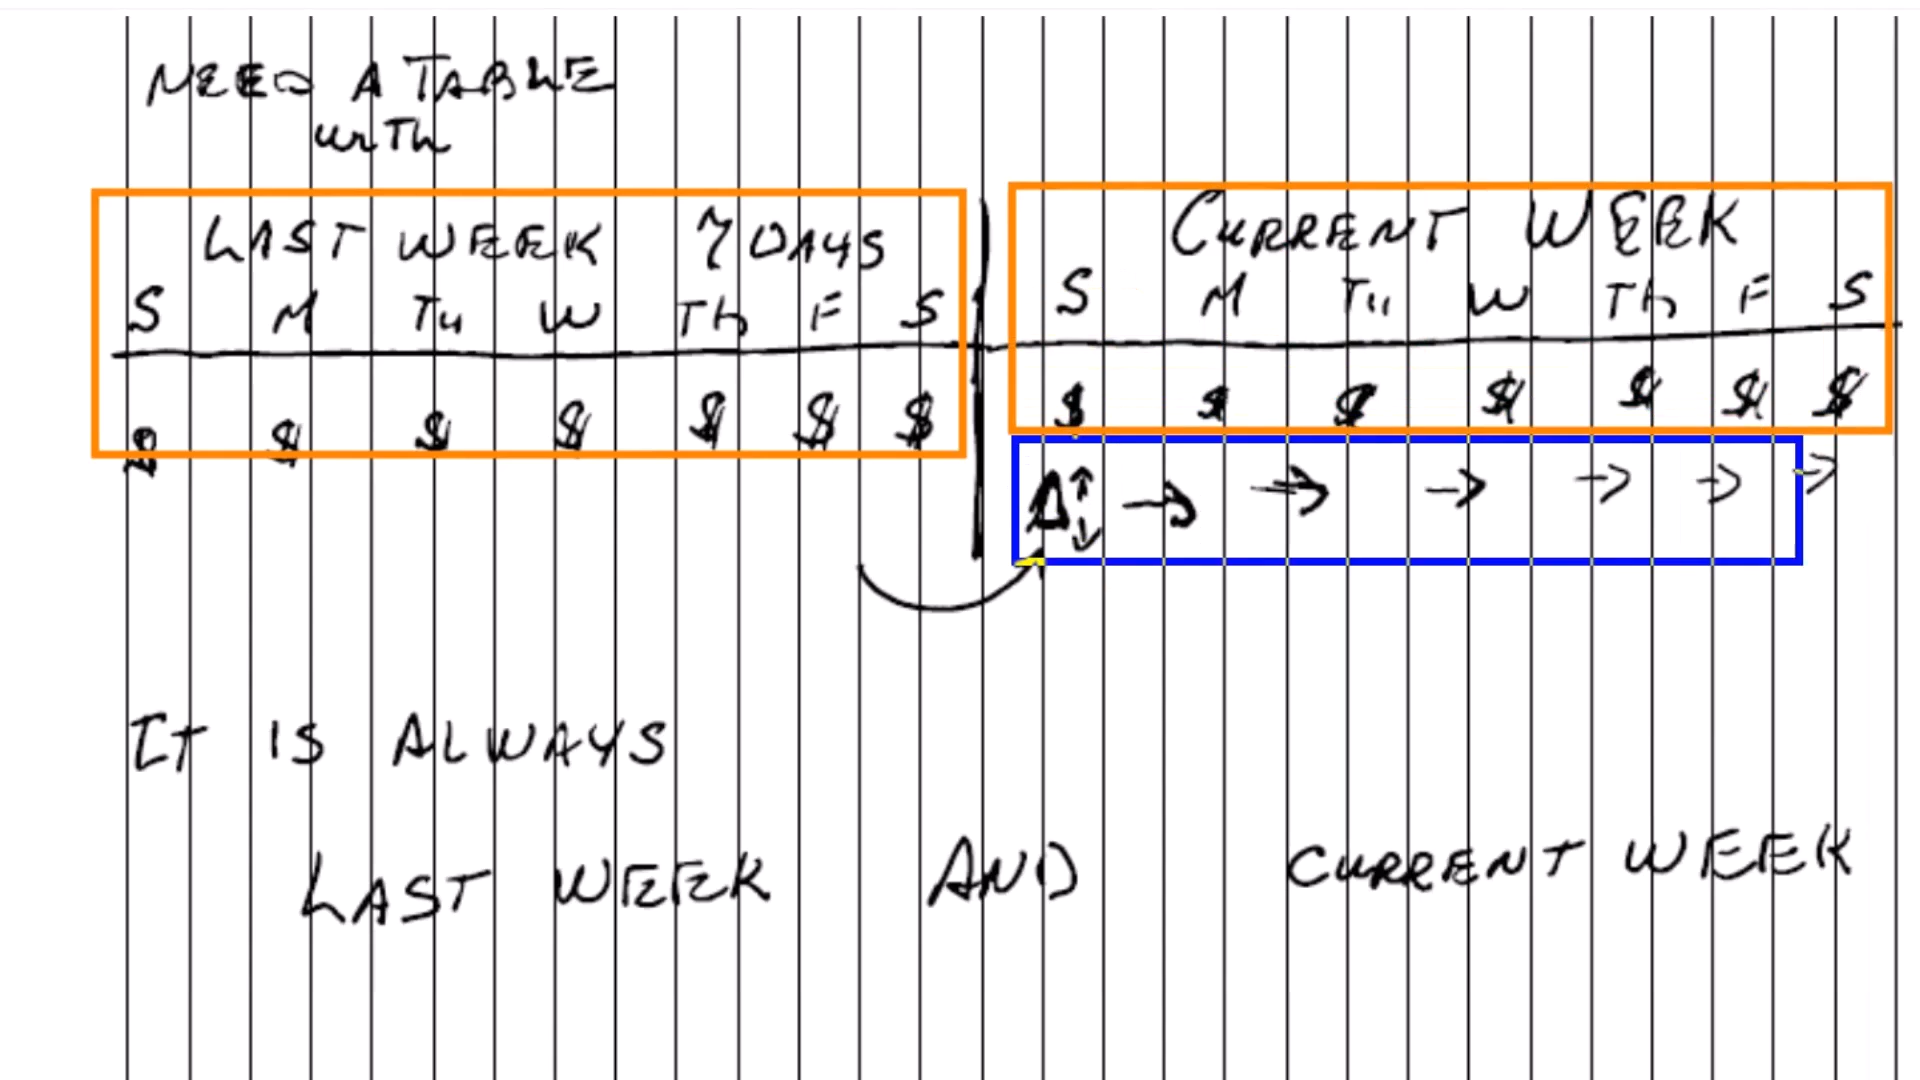 NEED A TABLE
with
LAST WEEK 7 DAYS
S M Tu W Th F S
$ $ $ $ $ $ $
CURRENT WEEK
S M Tu W Th F S
$ $ $ $ $ $ $
Δ ↑↓ → → → → → →
IT IS ALWAYS
LAST WEEK AND CURRENT WEEK